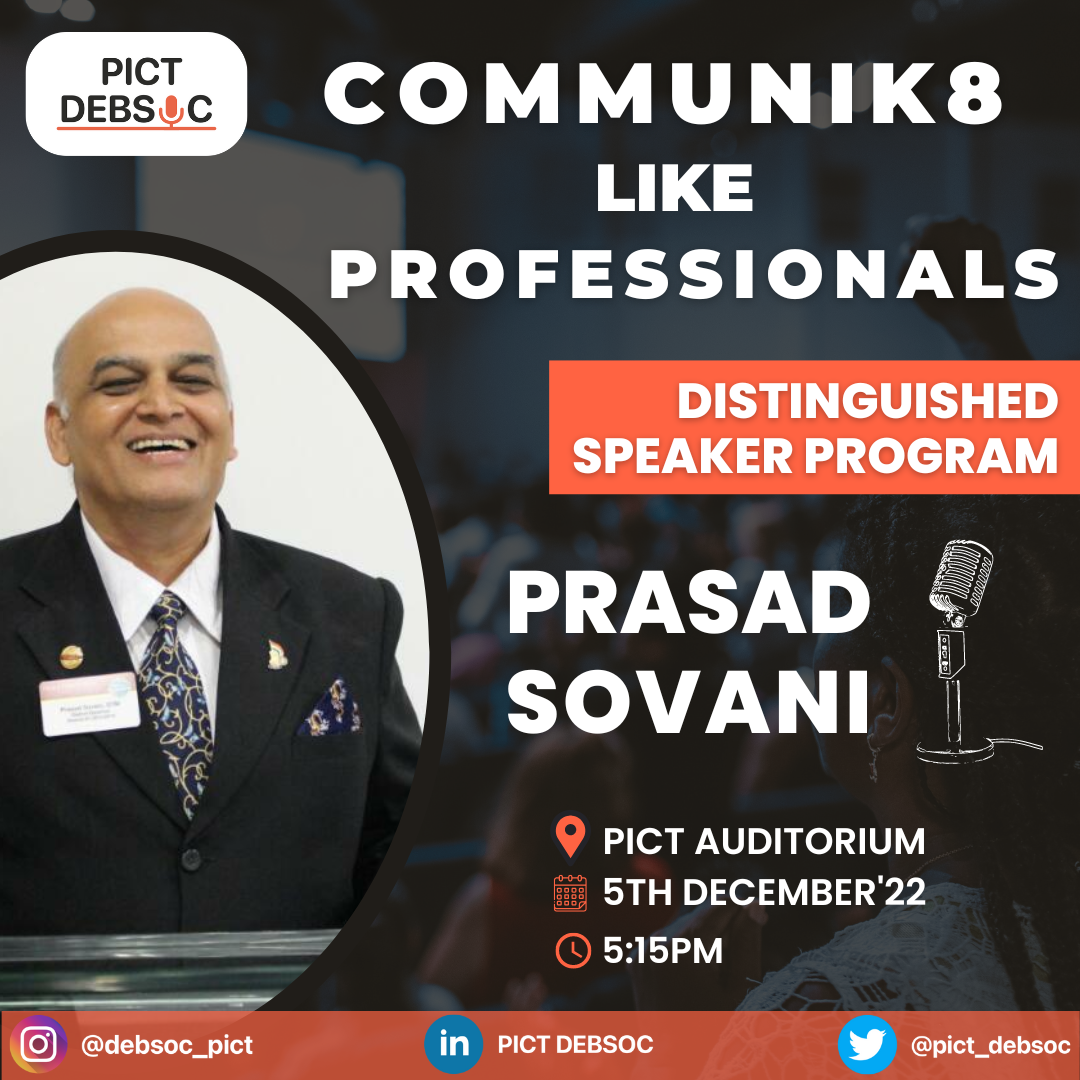 PICT
DEBSOC
COMMUNIK8
LIKE
PROFESSIONALS
DISTINGUISHED
SPEAKER PROGRAM
PRASAD
SOVANI
PICT AUDITORIUM
5TH DECEMBER'22
5:15PM
@debsoc_pict
in
PICT DEBSOC
@pict_debsoc